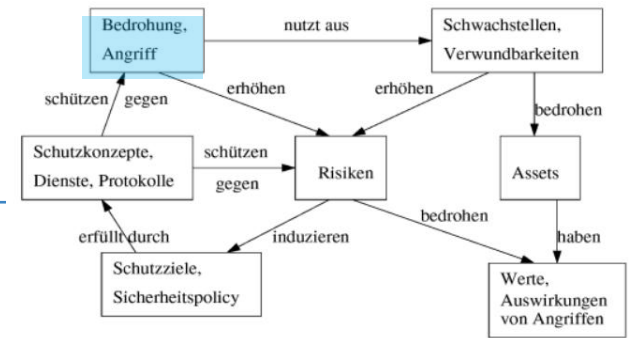 Bedrohung,
Angriff
nutzt aus
Schwachstellen,
Verwundbarkeiten
erhöhen
erhöhen
schützen gegen
bedrohen
Schutzkonzepte,
Dienste, Protokolle
schützen
gegen
Risiken
Assets
bedrohen
erfüllt durch
induzieren
haben
Schutzziele,
Sicherheitspolicy
Werte,
Auswirkungen
von Angriffen